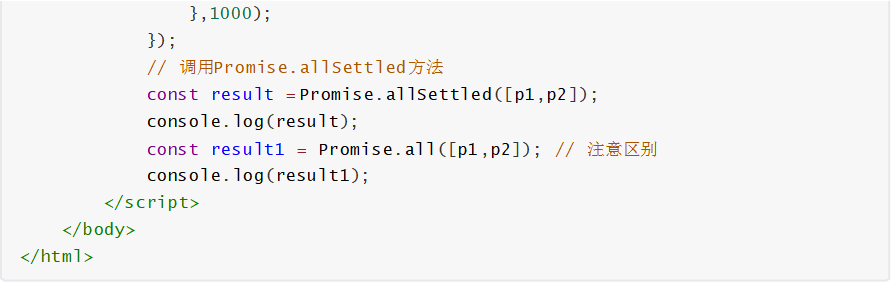 },1000);
});
// 调用Promise.allSettled方法
const result =Promise.allSettled([p1,p2]);
console.log(result);
const result1 = Promise.all([p1,p2]); // 注意区别
console.log(result1);
</script>
</body>
</html>